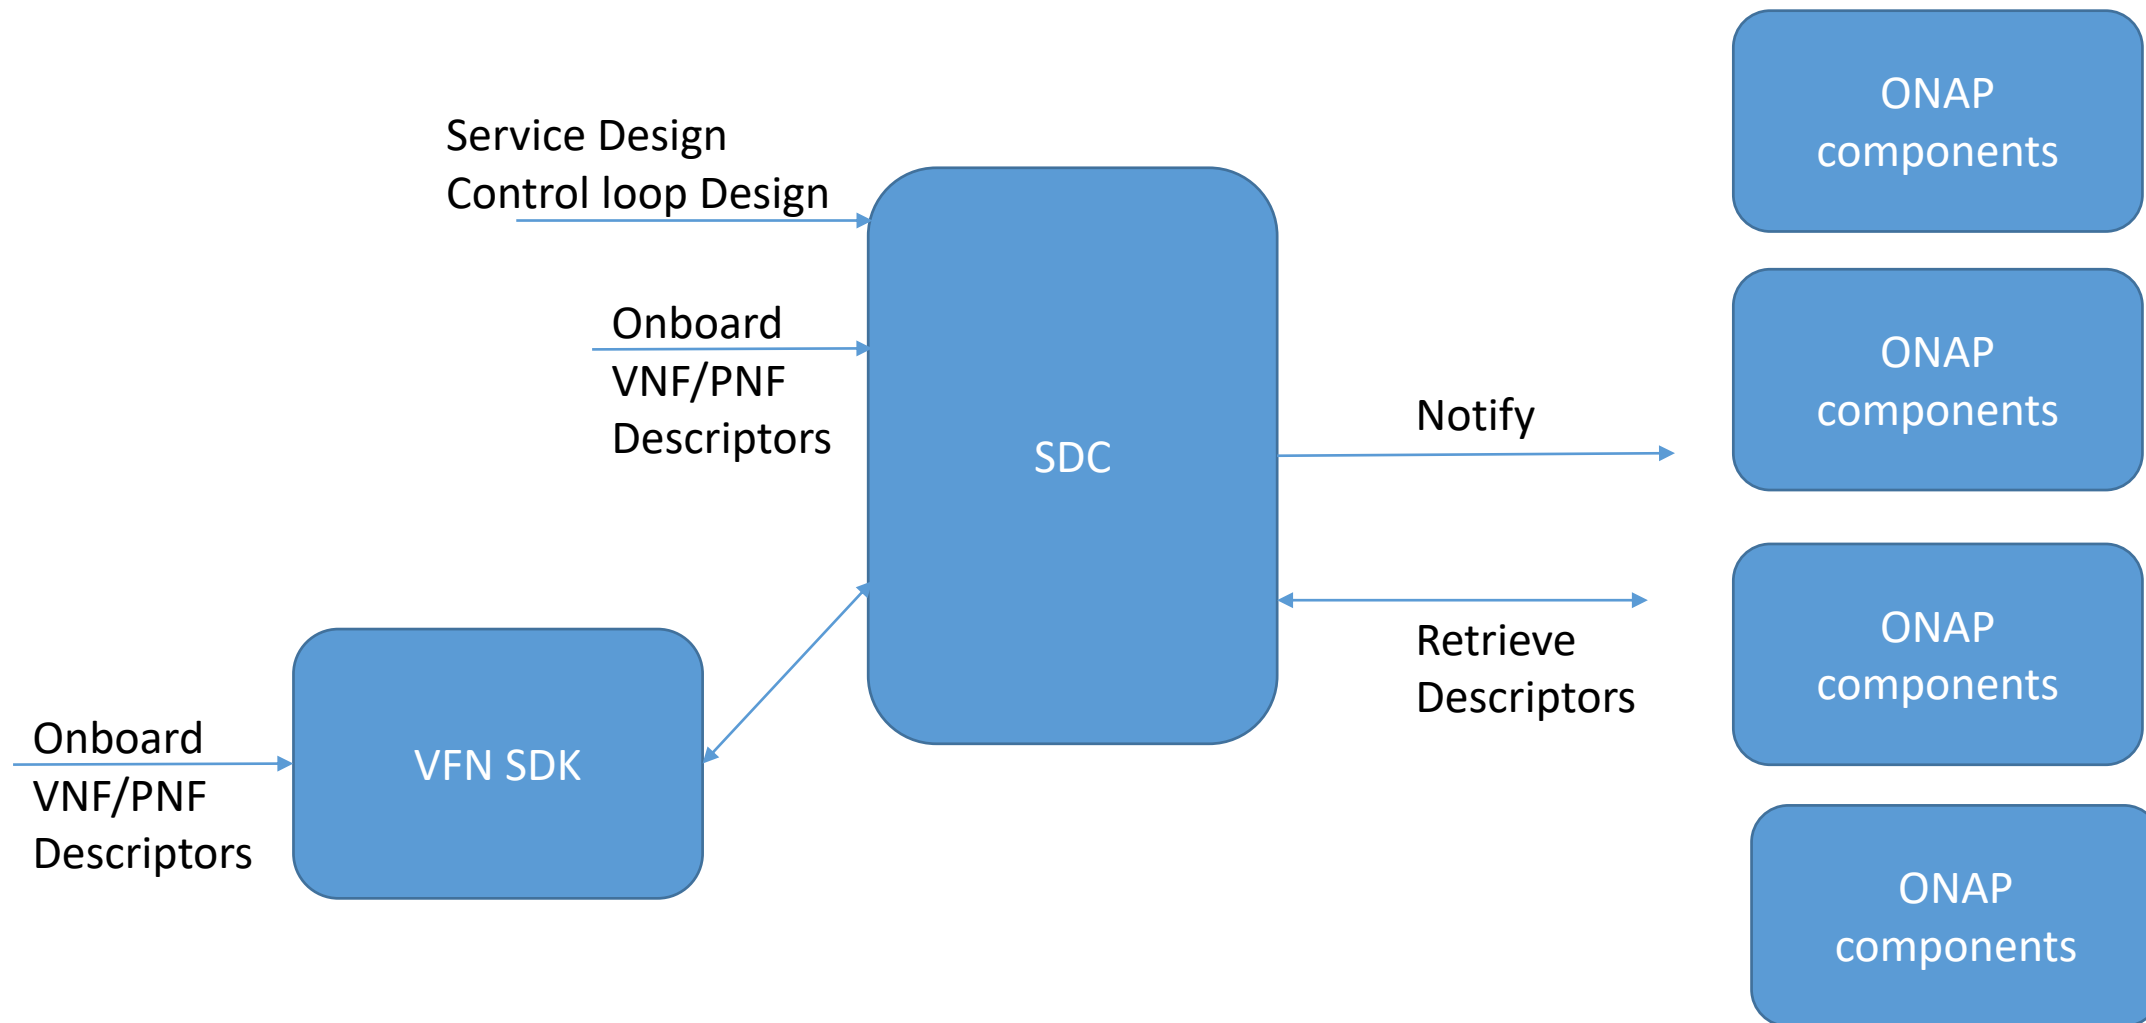 Service Design
Control loop Design
Onboard
VNF/PNF
Descriptors
SDC
VFN SDK
Onboard
VNF/PNF
Descriptors
Notify
Retrieve
Descriptors
ONAP
components
ONAP
components
ONAP
components
ONAP
components